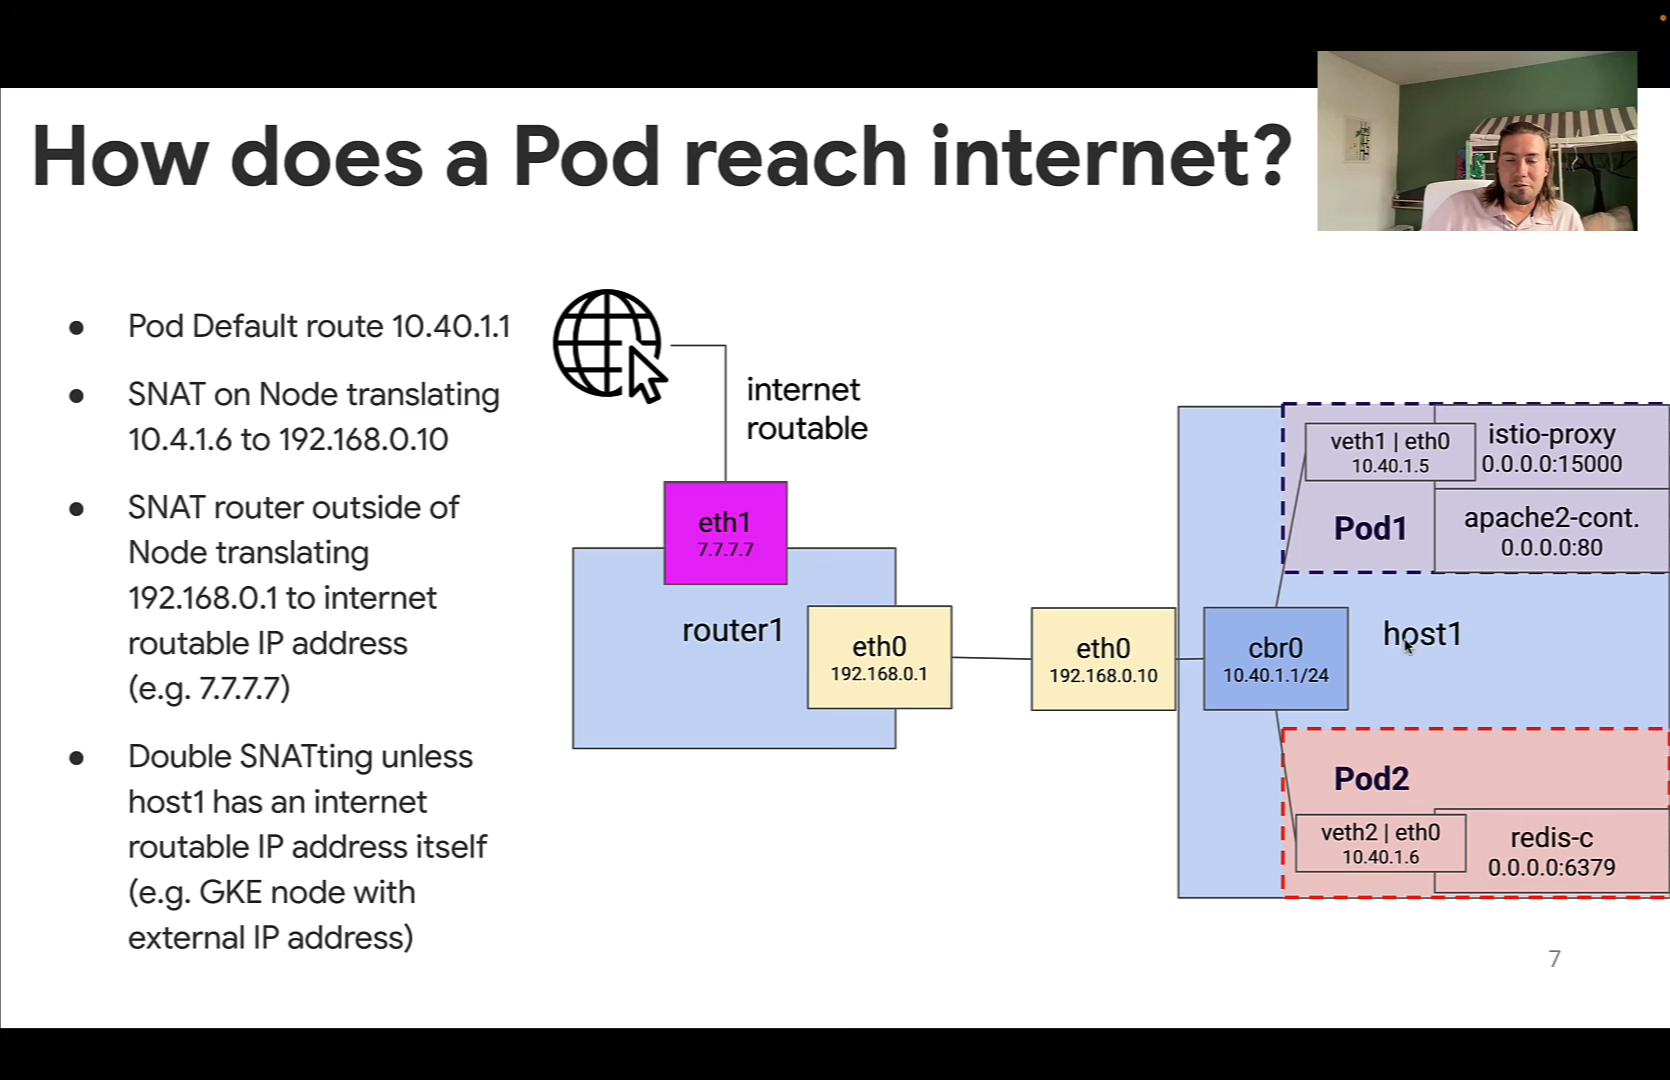 How does a Pod reach internet?
● Pod Default route 10.40.1.1
● SNAT on Node translating
10.4.1.6 to 192.168.0.10
● SNAT router outside of
Node translating
192.168.0.1 to internet
routable IP address
(e.g. 7.7.7.7)
● Double SNATting unless
host1 has an internet
routable IP address itself
(e.g. GKE node with
external IP address)
internet
routable
eth1
7.7.7.7
router1
eth0
192.168.0.1
eth0
192.168.0.10
cbr0
10.40.1.1/24
host1
veth1 | eth0
10.40.1.5
istio-proxy
0.0.0.0:15000
Pod1
apache2-cont.
0.0.0.0:80
Pod2
veth2 | eth0
10.40.1.6
redis-c
0.0.0.0:6379
7